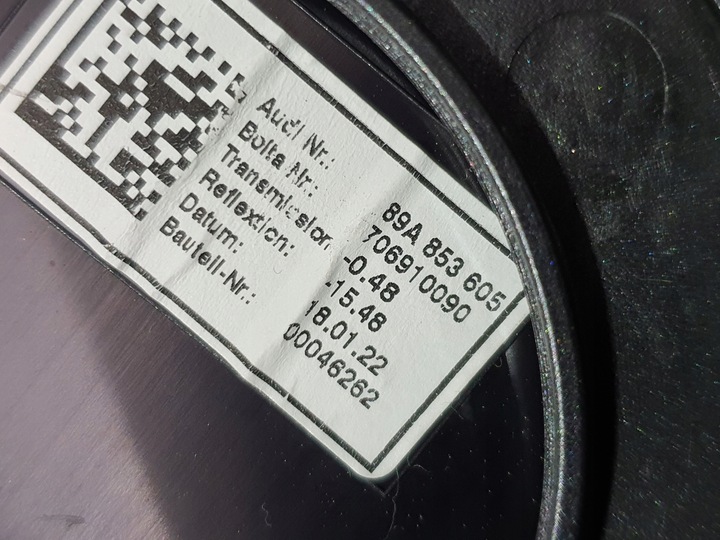 Audi Nr.: 89A 853 605
Bolta Nr.: 706910090
Transmission: -0.48
Reflextion: -15.48
Datum: 18.01.22
Bauteil-Nr.: 00046262